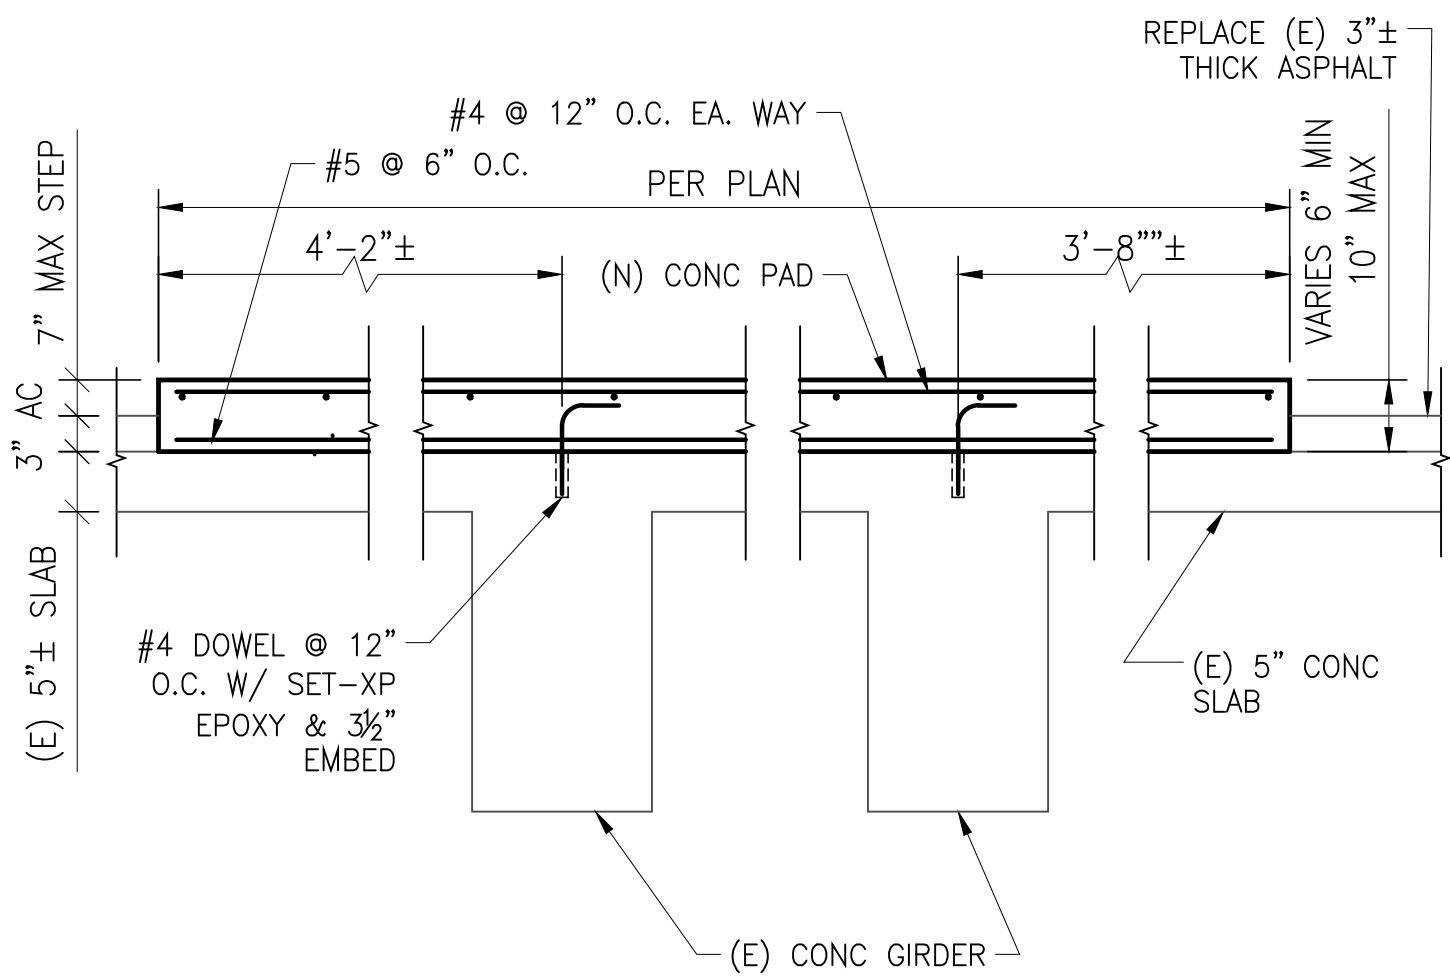 REPLACE (E) 3"±
THICK ASPHALT
#4 @ 12" O.C. EA. WAY
#5 @ 6" O.C.
PER PLAN
4'-2"±
3'-8""±
(N) CONC PAD
VARIES 6" MIN
10" MAX
7" MAX STEP
3" AC
(E) 5"± SLAB
#4 DOWEL @ 12"
O.C. W/ SET-XP
EPOXY & 3½"
EMBED
(E) 5" CONC
SLAB
(E) CONC GIRDER